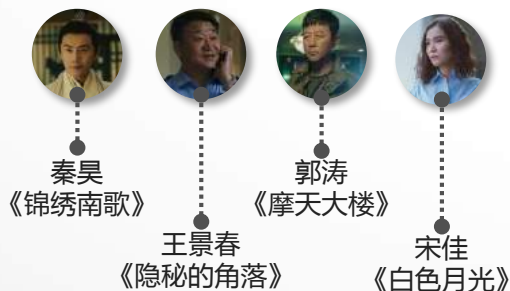 秦昊
《锦绣南歌》
王景春
《隐秘的角落》
郭涛
《摩天大楼》
宋佳
《白色月光》